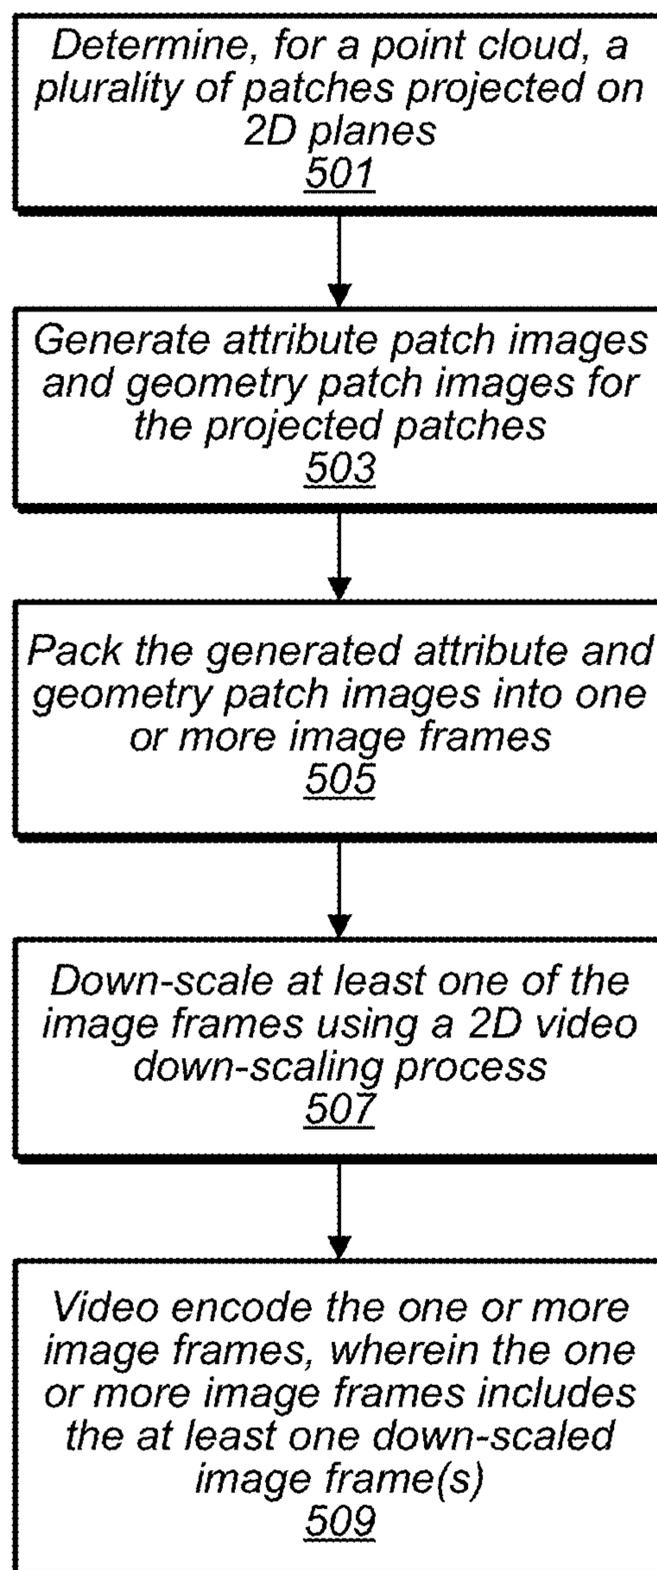 Determine, for a point cloud, a
plurality of patches projected on
2D planes
501
Generate attribute patch images
and geometry patch images for
the projected patches
503
Pack the generated attribute and
geometry patch images into one
or more image frames
505
Down-scale at least one of the
image frames using a 2D video
down-scaling process
507
Video encode the one or more
image frames, wherein the one
or more image frames includes
the at least one down-scaled
image frame(s)
509